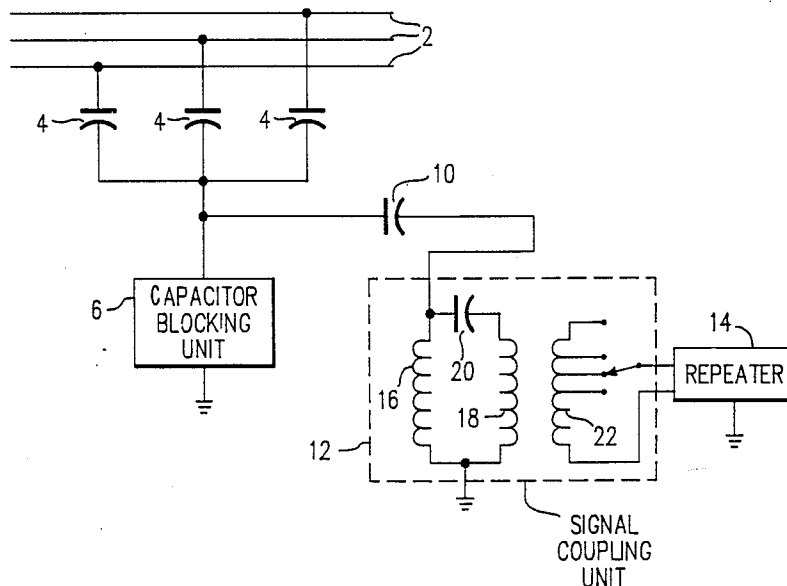 2
4
4
4
10
6
CAPACITOR
BLOCKING
UNIT
14
REPEATER
20
16
18
22
12
SIGNAL
COUPLING
UNIT